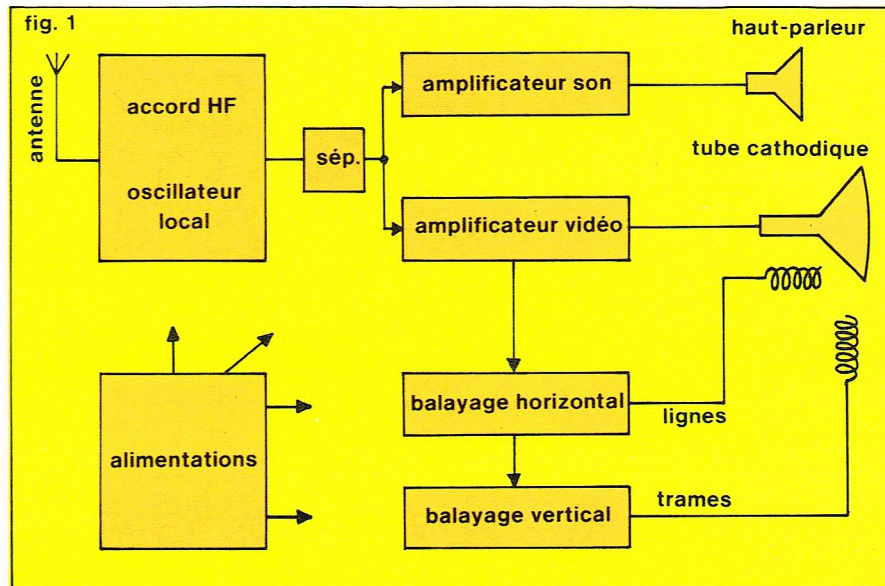 fig. 1
antenne
accord HF
oscillateur
local
sép.
amplificateur son
haut-parleur
tube cathodique
amplificateur vidéo
balayage horizontal
lignes
alimentations
balayage vertical
trames